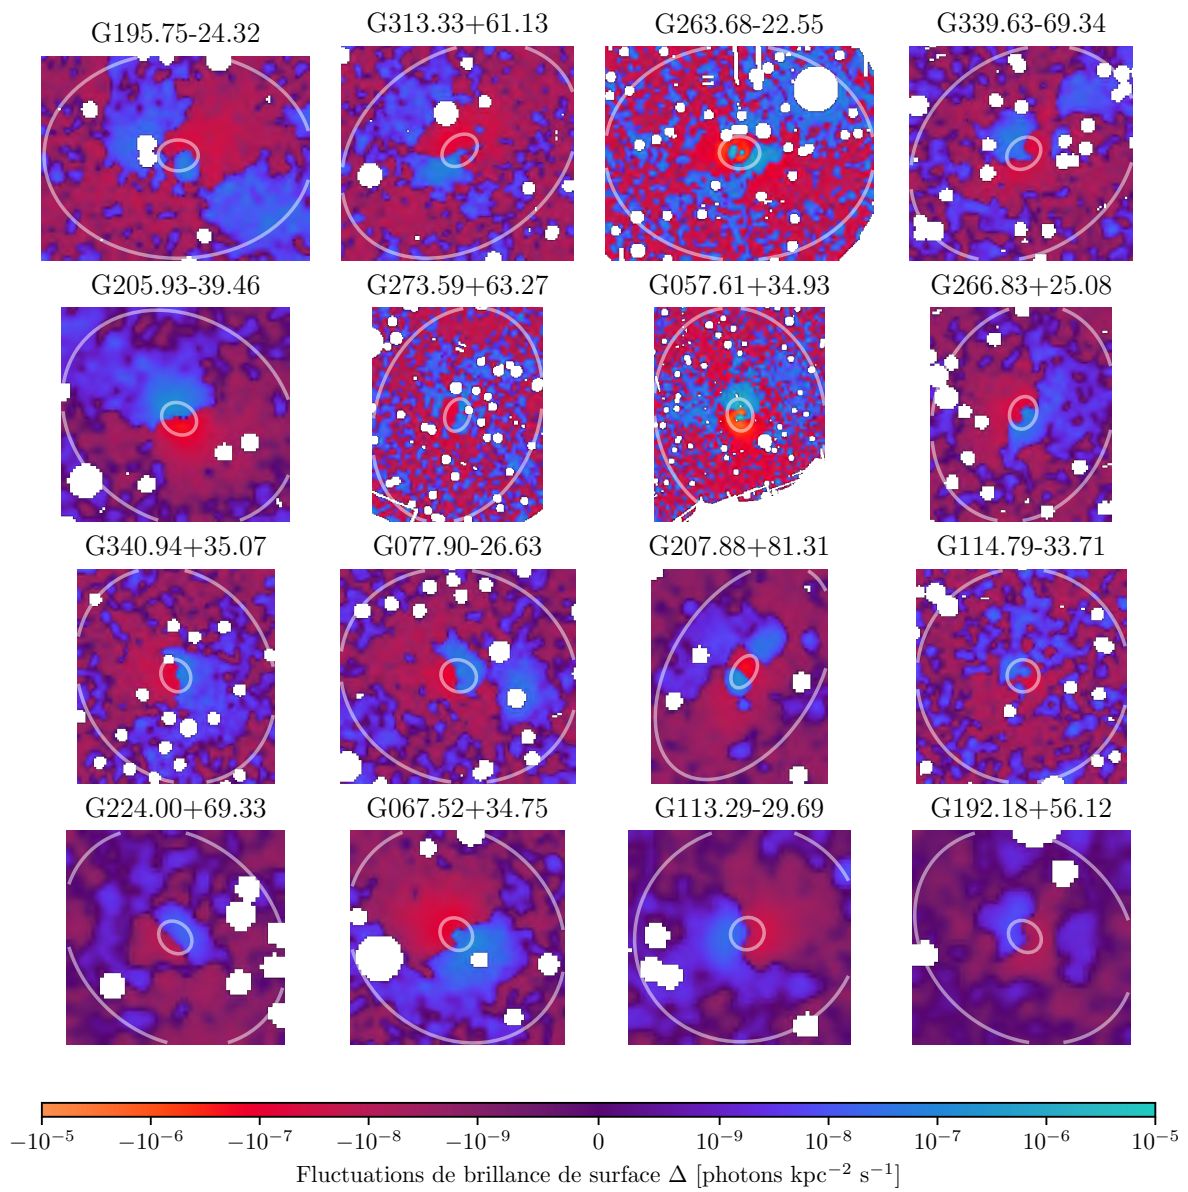 G195.75-24.32 G313.33+61.13 G263.68-22.55 G339.63-69.34
G205.93-39.46 G273.59+63.27 G057.61+34.93 G266.83+25.08
G340.94+35.07 G077.90-26.63 G207.88+81.31 G114.79-33.71
G224.00+69.33 G067.52+34.75 G113.29-29.69 G192.18+56.12
−10⁻⁵ −10⁻⁶ −10⁻⁷ −10⁻⁸ −10⁻⁹ 0 10⁻⁹ 10⁻⁸ 10⁻⁷ 10⁻⁶ 10⁻⁵
Fluctuations de brillance de surface Δ [photons kpc⁻² s⁻¹]